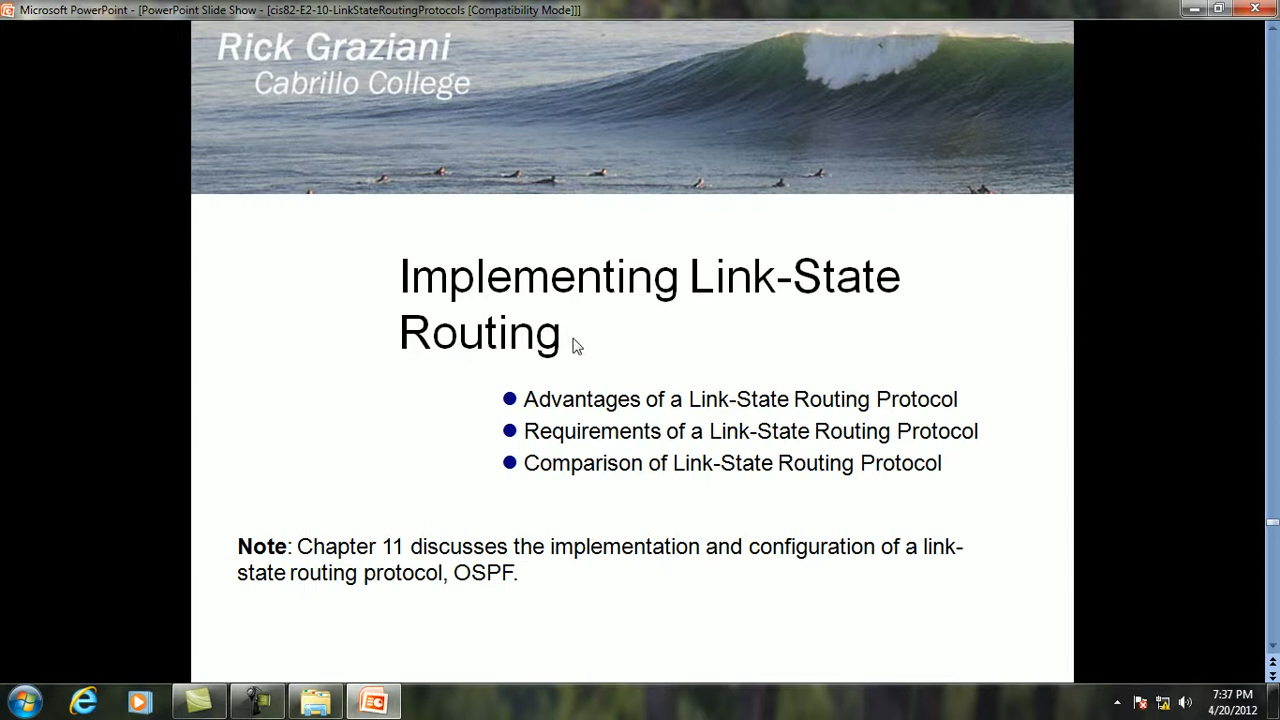 Microsoft PowerPoint - [PowerPoint Slide Show - [cis82-E2-10-LinkStateRoutingProtocols [Compatibility Mode]]]
Rick Graziani
Cabrillo College
Implementing Link-State
Routing
Advantages of a Link-State Routing Protocol
Requirements of a Link-State Routing Protocol
Comparison of Link-State Routing Protocol
Note: Chapter 11 discusses the implementation and configuration of a link-
state routing protocol, OSPF.
7:37 PM
4/20/2012